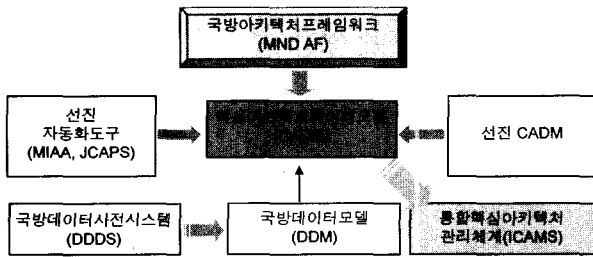 국방아키텍처프레임워크
(MND AF)
선진
자동화도구
(MIAA, JCAPS)
선진 CADM
국방데이터사전시스템
(DDDS)
국방데이터모델
(DDM)
통합핵심아키텍처
관리체계(ICAMS)